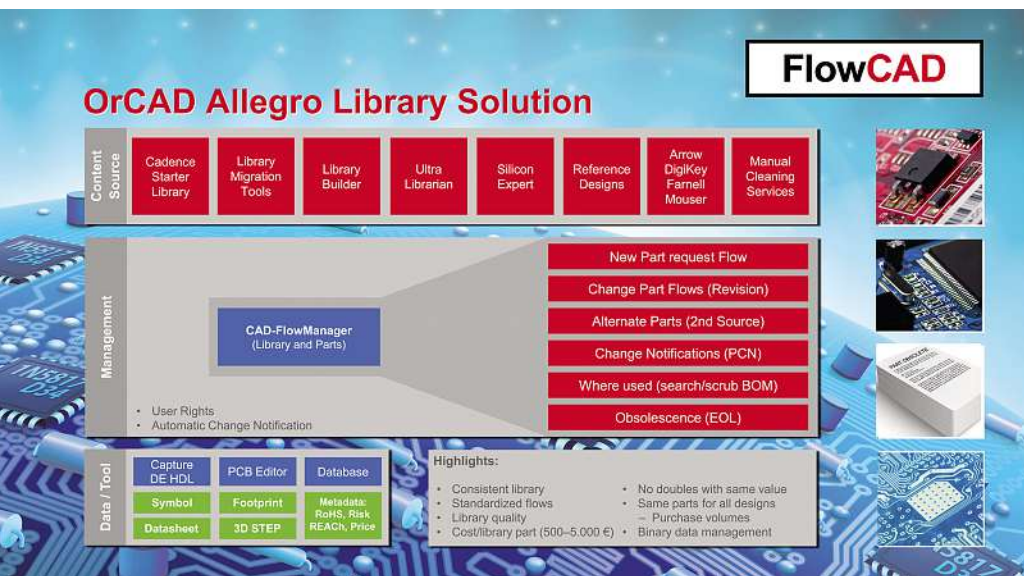 FlowCAD
OrCAD Allegro Library Solution
Content
Source
Cadence
Starter
Library
Library
Migration
Tools
Library
Builder
Ultra
Librarian
Silicon
Expert
Reference
Designs
Arrow
DigiKey
Farnell
Mouser
Manual
Cleaning
Services
Management
CAD-FlowManager
(Library and Parts)
• User Rights
• Automatic Change Notification
New Part request Flow
Change Part Flows (Revision)
Alternate Parts (2nd Source)
Change Notifications (PCN)
Where used (search/scrub BOM)
Obsolescence (EOL)
PART OBSOLETE
Data / Tool
Capture
DE HDL
PCB Editor
Database
Symbol
Footprint
Metadata:
RoHS, Risk
REACh, Price
Datasheet
3D STEP
Highlights:
• Consistent library
• Standardized flows
• Library quality
• Cost/library part (500–5.000 €)
• No doubles with same value
• Same parts for all designs
– Purchase volumes
• Binary data management
TN5817
DS4